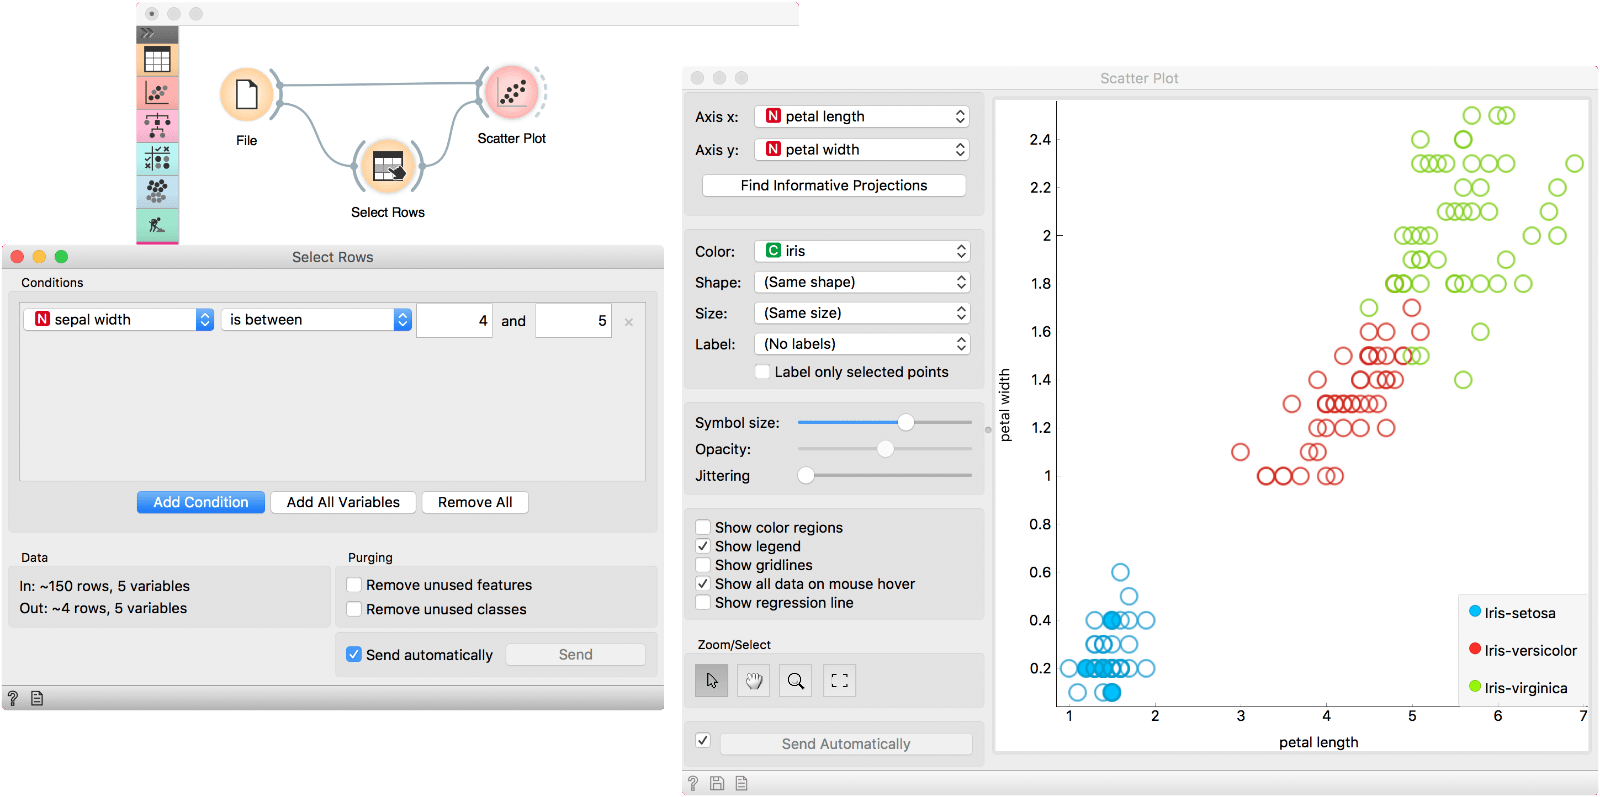 File
Scatter Plot
Select Rows
Select Rows
Conditions
N sepal width is between 4 and 5 ×
Add Condition Add All Variables Remove All
Data
In: ~150 rows, 5 variables
Out: ~4 rows, 5 variables
Purging
Remove unused features
Remove unused classes
Send automatically Send
?
Scatter Plot
Axis x: N petal length
Axis y: N petal width
Find Informative Projections
Color: C iris
Shape: (Same shape)
Size: (Same size)
Label: (No labels)
Label only selected points
Symbol size:
Opacity:
Jittering
Show color regions
Show legend
Show gridlines
Show all data on mouse hover
Show regression line
Zoom/Select
Send Automatically
?
petal width
2.4
2.2
2
1.8
1.6
1.4
1.2
1
0.8
0.6
0.4
0.2
Iris-setosa
Iris-versicolor
Iris-virginica
1 2 3 4 5 6 7
petal length